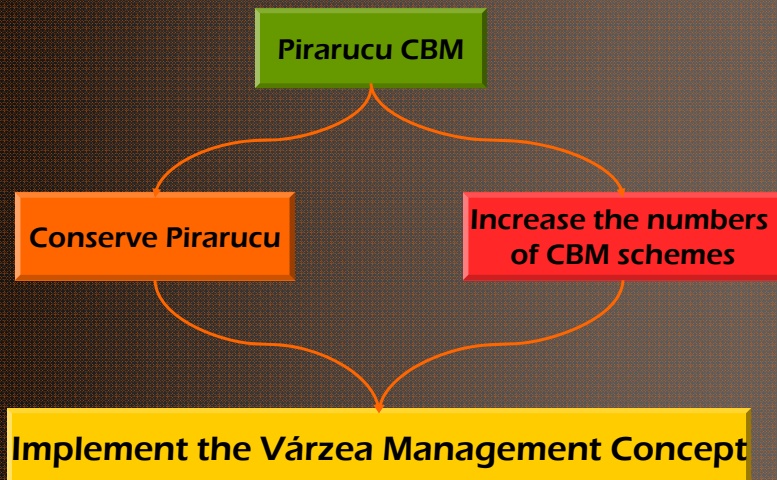 Pirarucu CBM
Conserve Pirarucu
Increase the numbers
of CBM schemes
Implement the Várzea Management Concept